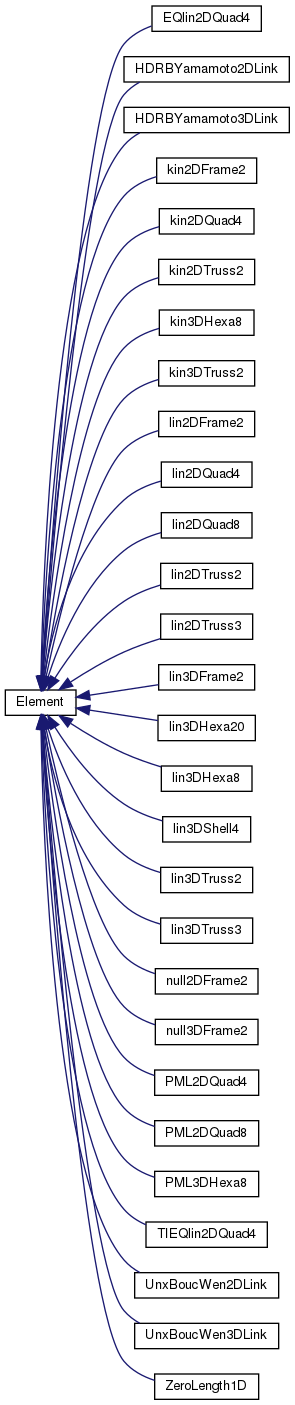 EQlin2DQuad4
HDRBYamamoto2DLink
HDRBYamamoto3DLink
kin2DFrame2
kin2DQuad4
kin2DTruss2
kin3DHexa8
kin3DTruss2
lin2DFrame2
lin2DQuad4
lin2DQuad8
lin2DTruss2
lin2DTruss3
lin3DFrame2
Element
lin3DHexa20
lin3DHexa8
lin3DShell4
lin3DTruss2
lin3DTruss3
null2DFrame2
null3DFrame2
PML2DQuad4
PML2DQuad8
PML3DHexa8
TIEQlin2DQuad4
UnxBoucWen2DLink
UnxBoucWen3DLink
ZeroLength1D